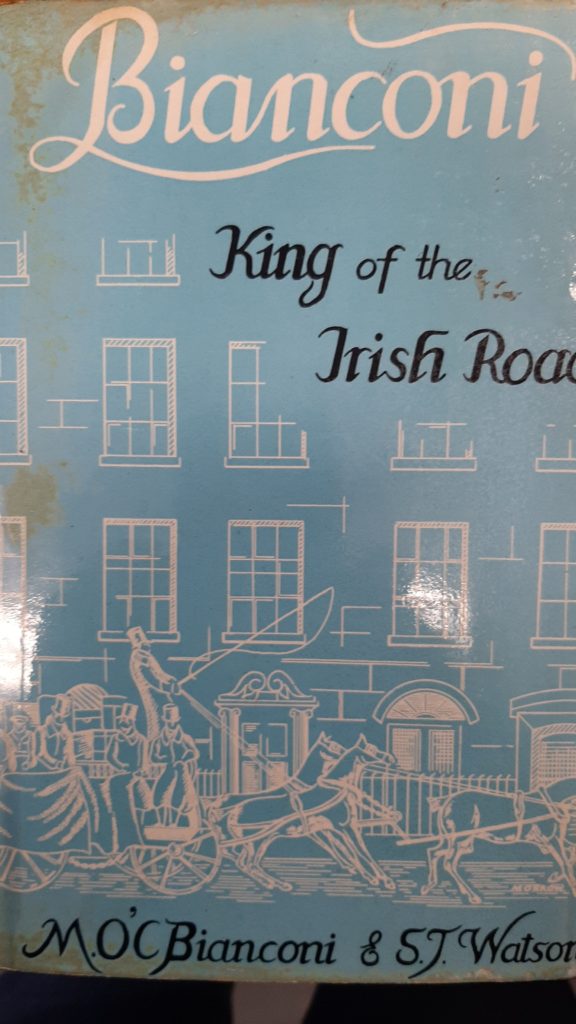 Bianconi
King of the
Irish Road
M.O'C Bianconi & S.J. Watson